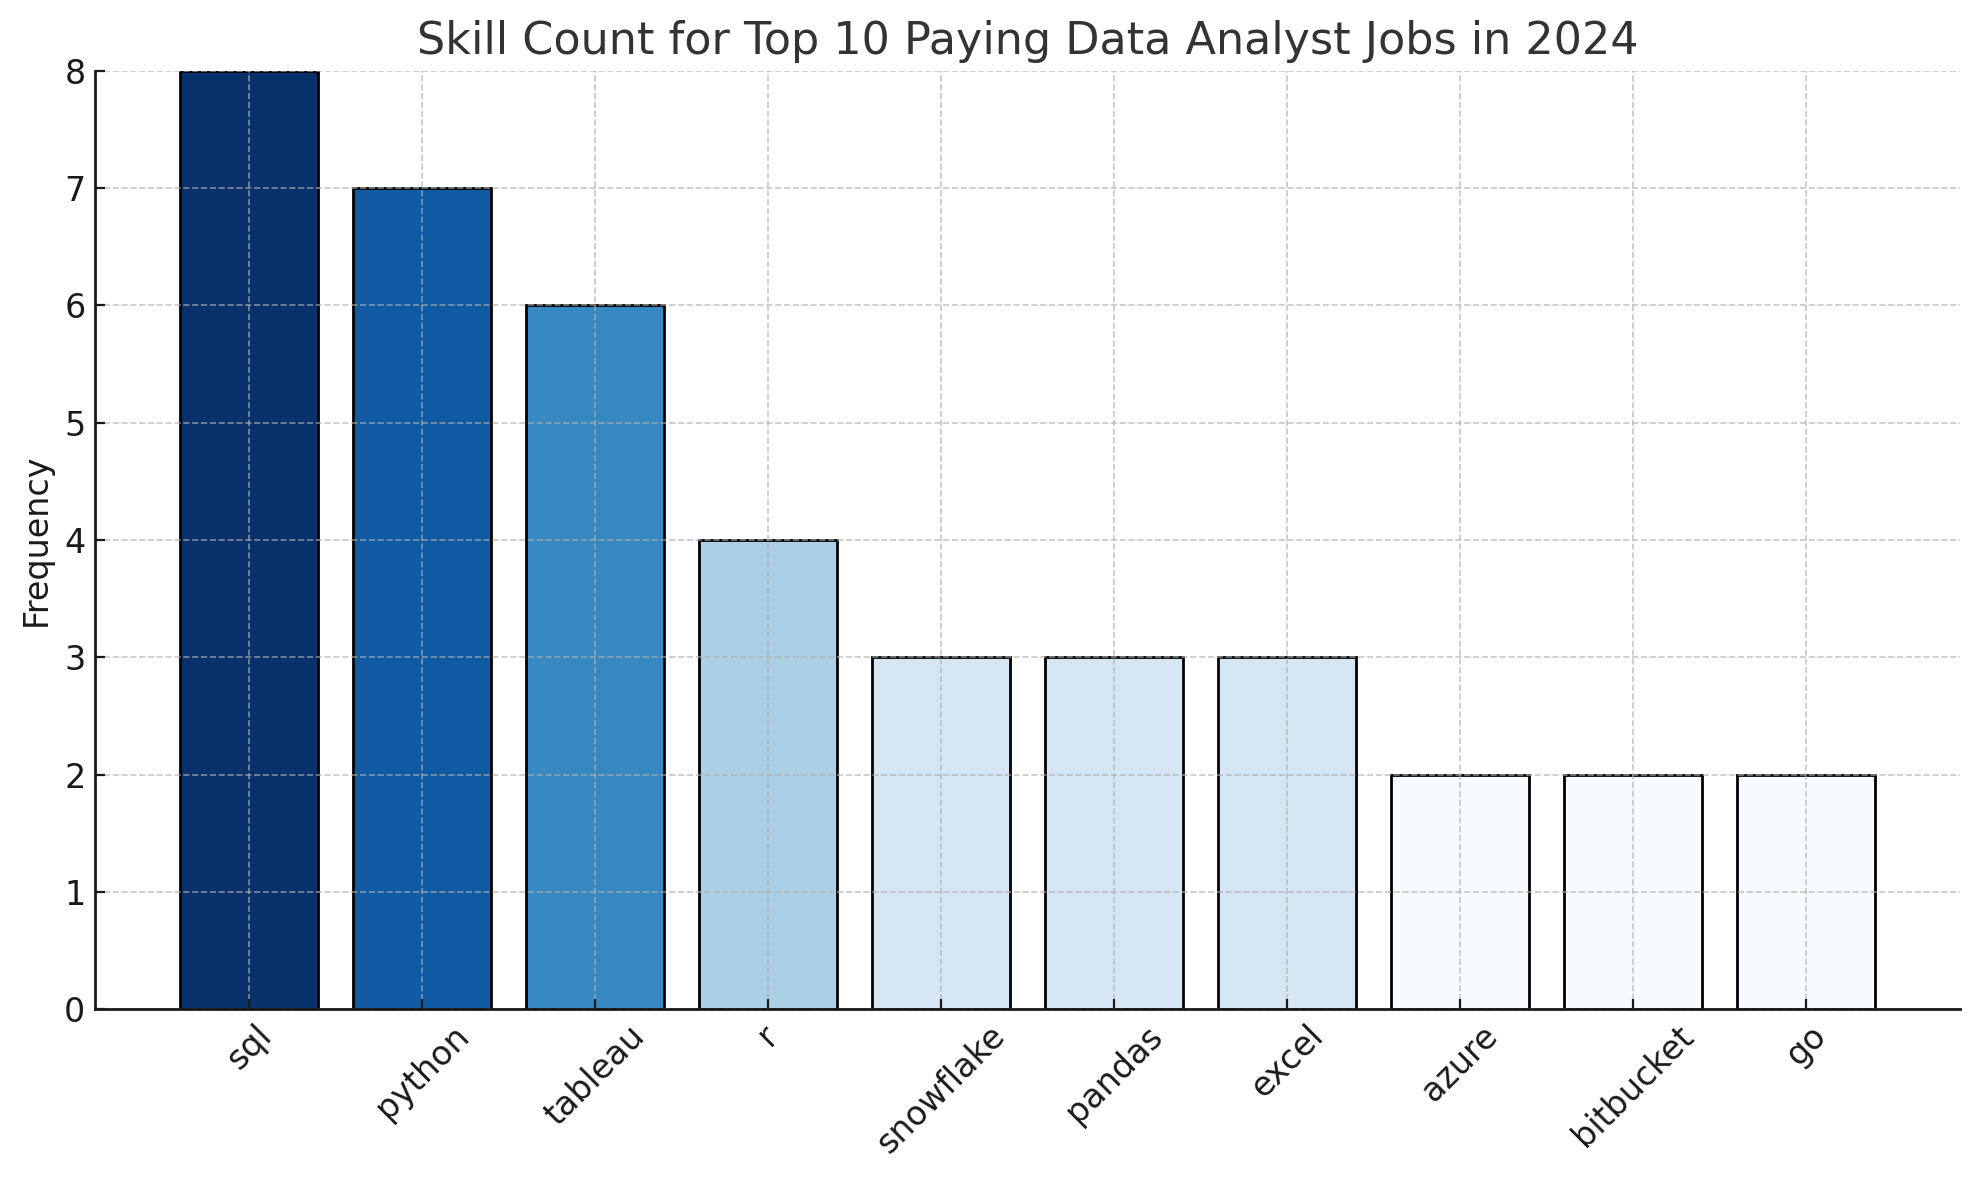 Skill Count for Top 10 Paying Data Analyst Jobs in 2024
Frequency
8
7
6
5
4
3
2
1
0
sql
python
tableau
r
snowflake
pandas
excel
azure
bitbucket
go